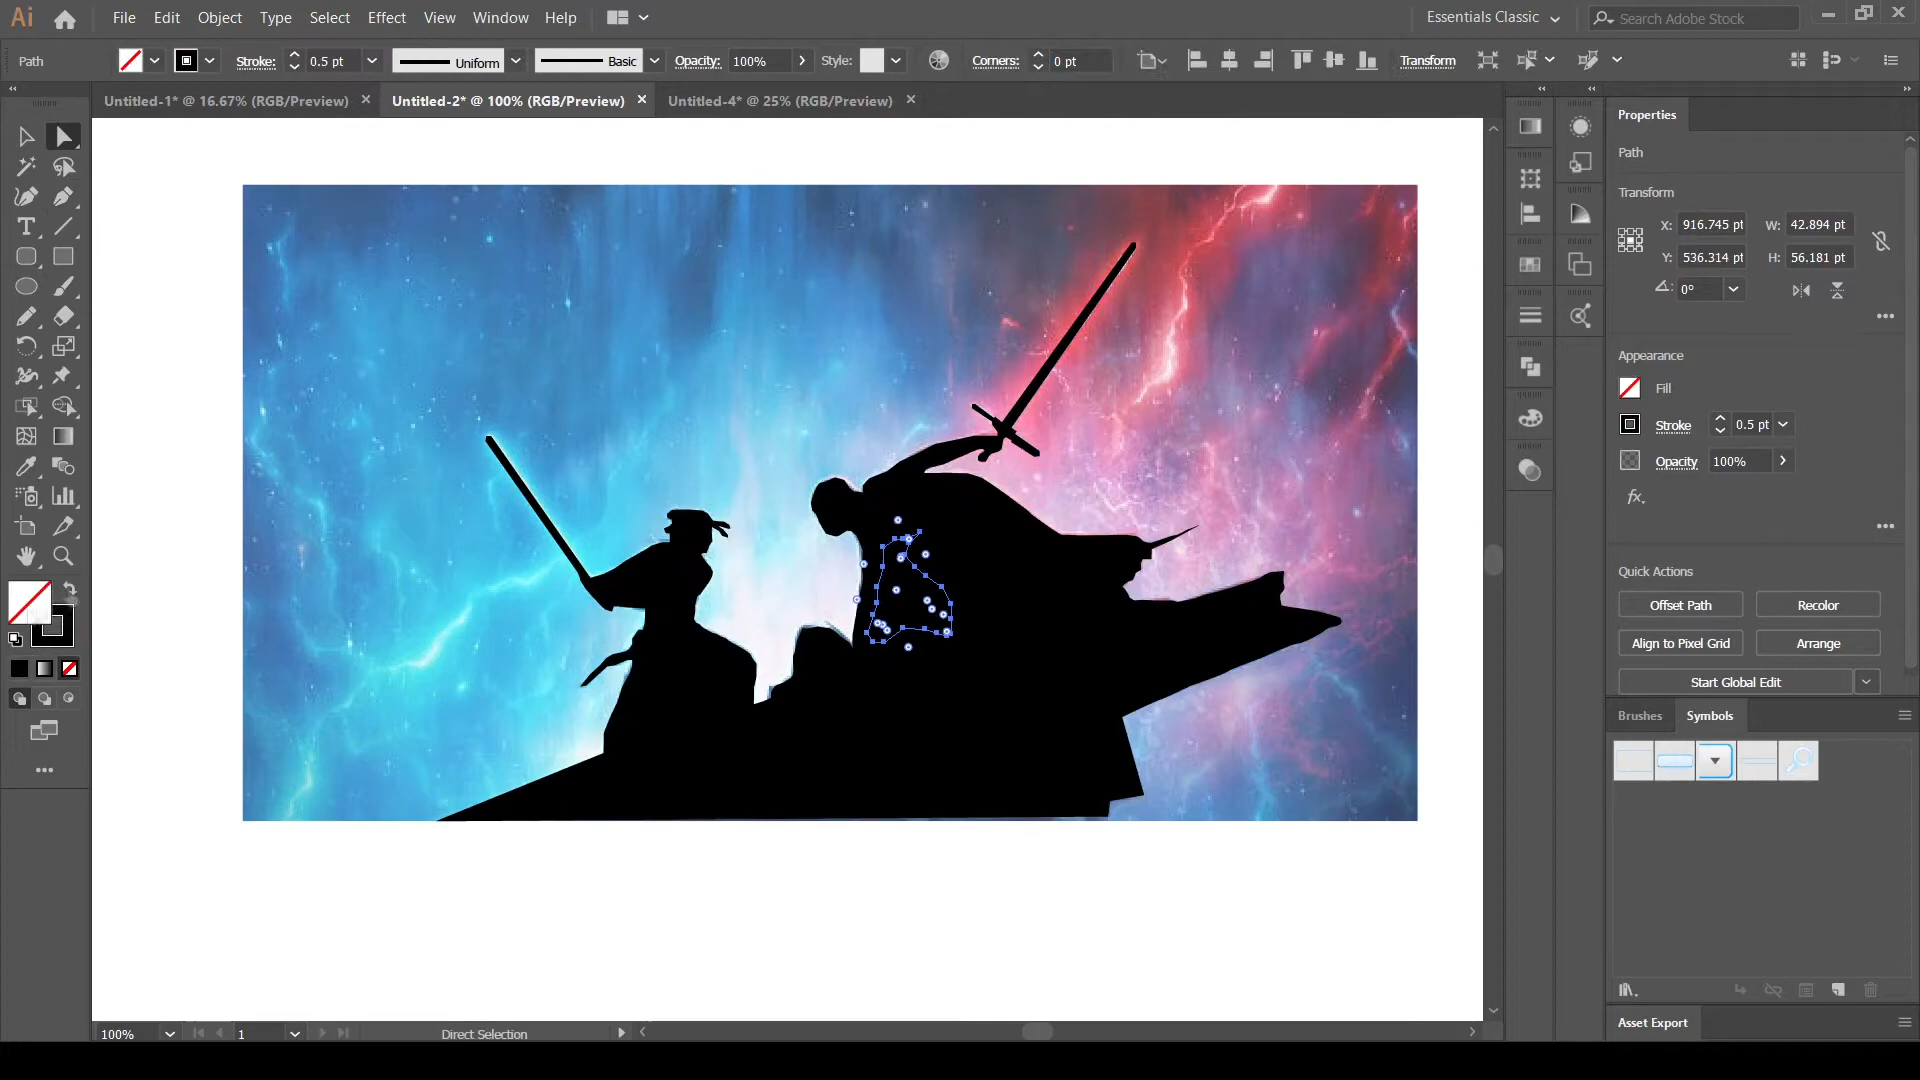 Ai File Edit Object Type Select Effect View Window Help Essentials Classic Search Adobe Stock
Path Stroke: 0.5 pt Uniform Basic Opacity: 100% Style: Corners: 0 pt Transform
Untitled-1* @ 16.67% (RGB/Preview) Untitled-2* @ 100% (RGB/Preview) Untitled-4* @ 25% (RGB/Preview)
Properties
Path
Transform
X: 916.745 pt W: 42.894 pt
Y: 536.314 pt H: 56.181 pt
0°
Appearance
Fill
Stroke 0.5 pt
Opacity 100%
fx.
Quick Actions
Offset Path Recolor
Align to Pixel Grid Arrange
Start Global Edit
Brushes Symbols
Asset Export
100% 1 Direct Selection